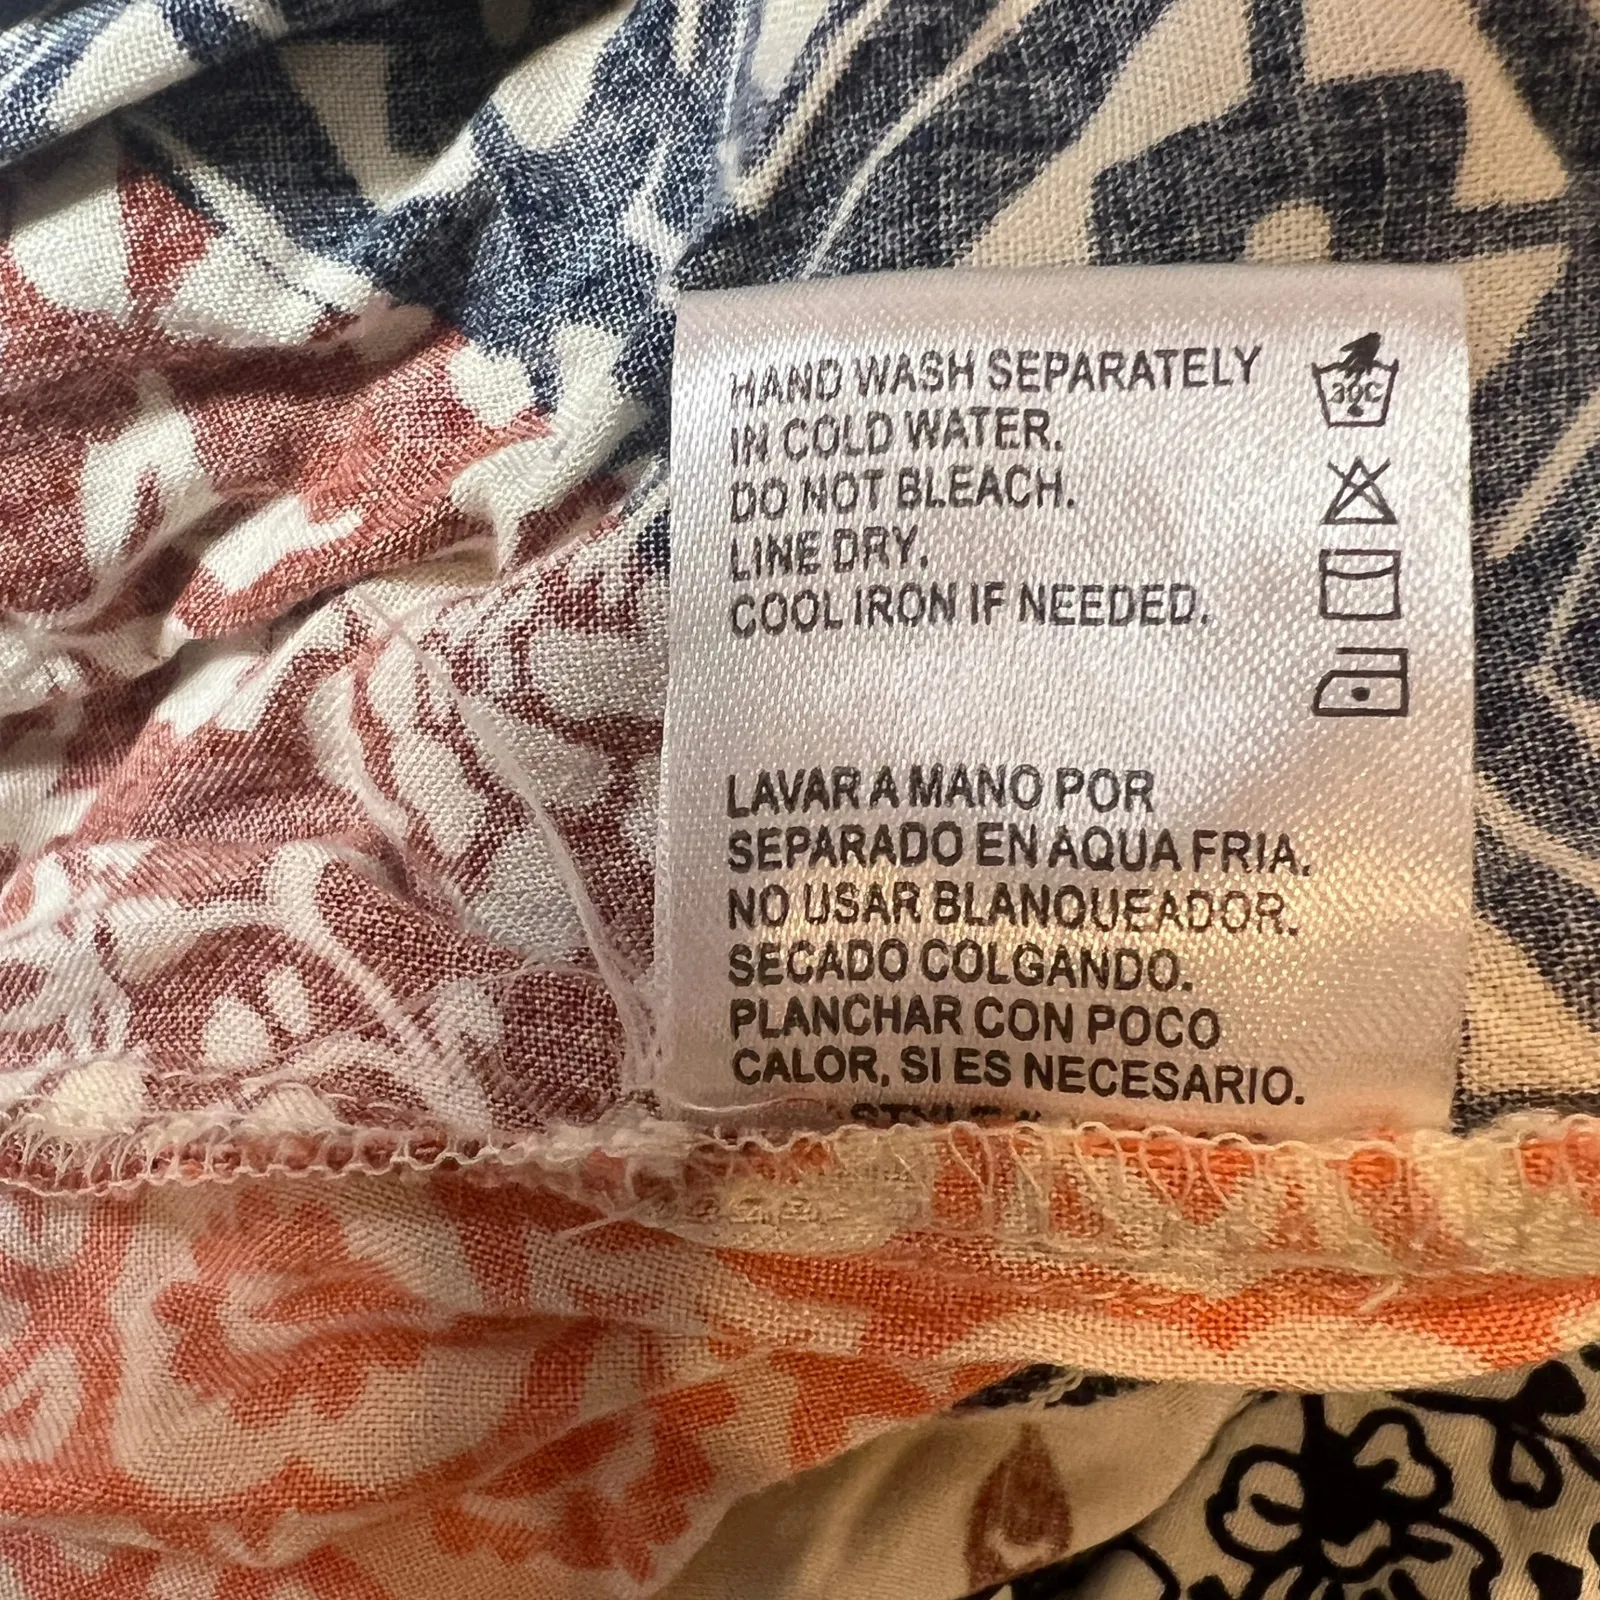 HAND WASH SEPARATELY
IN COLD WATER.
DO NOT BLEACH.
LINE DRY.
COOL IRON IF NEEDED.
30C
LAVAR A MANO POR
SEPARADO EN AQUA FRIA.
NO USAR BLANQUEADOR.
SECADO COLGANDO.
PLANCHAR CON POCO
CALOR, SI ES NECESARIO.